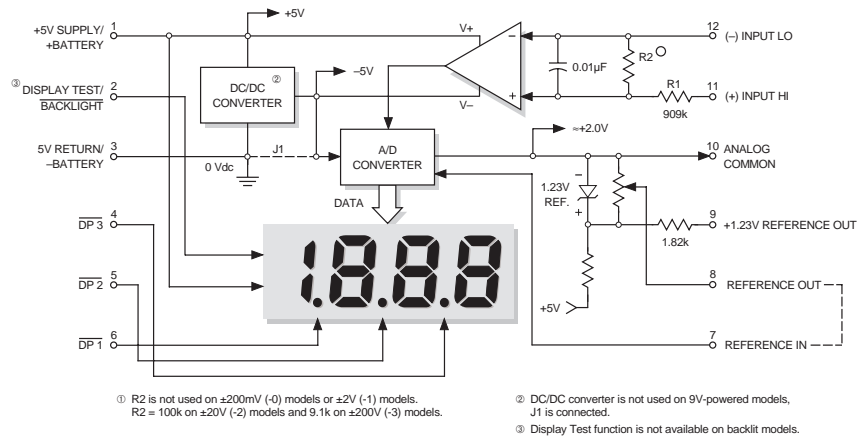 +5V
+5V SUPPLY/ 1
+BATTERY
③ DISPLAY TEST/ 2
BACKLIGHT
5V RETURN/ 3
–BATTERY
DP 3 4
DP 2 5
DP 1 6
DC/DC ②
CONVERTER
0 Vdc
J1
–5V
V+
V–
–
+
A/D
CONVERTER
DATA
1.8.8.8
0.01µF
R2
R1
909k
12 (–) INPUT LO
11 (+) INPUT HI
≈+2.0V
10 ANALOG
COMMON
–
1.23V
REF.
+
1.82k
9 +1.23V REFERENCE OUT
8 REFERENCE OUT
+5V
7 REFERENCE IN
① R2 is not used on ±200mV (-0) models or ±2V (-1) models.
R2 = 100k on ±20V (-2) models and 9.1k on ±200V (-3) models.
② DC/DC converter is not used on 9V-powered models,
J1 is connected.
③ Display Test function is not available on backlit models.